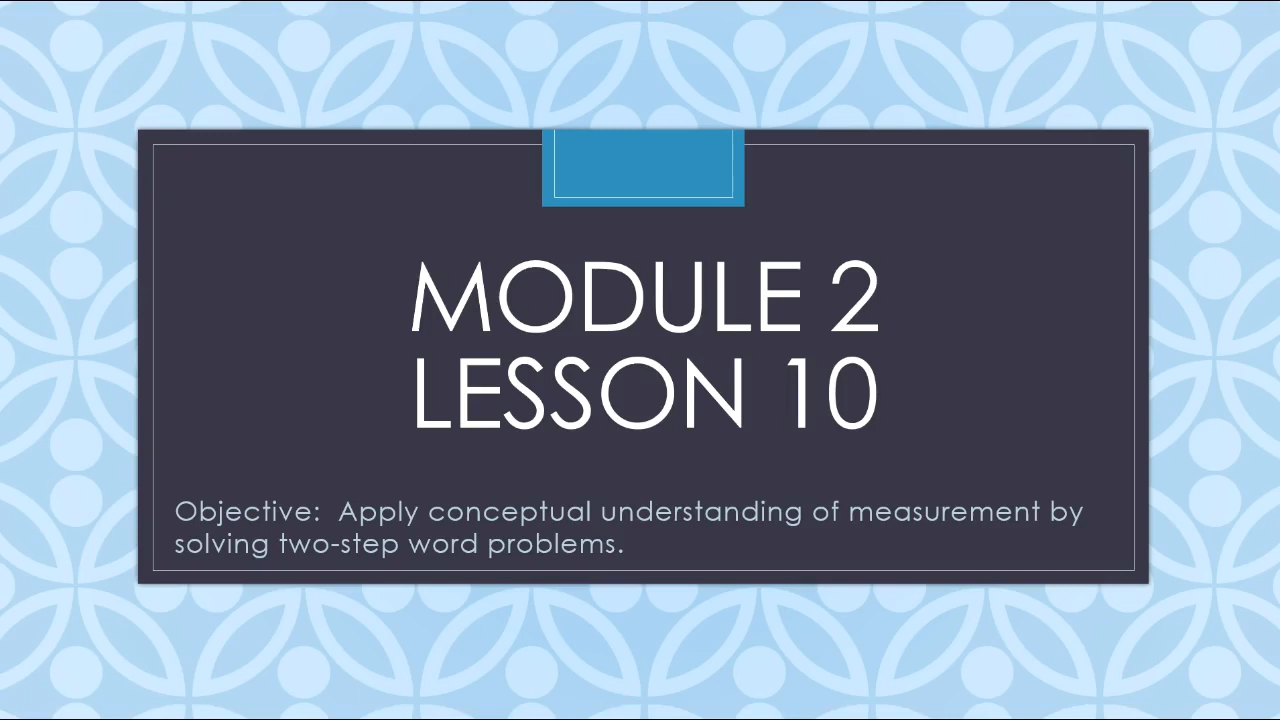 MODULE 2
LESSON 10
Objective:  Apply conceptual understanding of measurement by
solving two-step word problems.